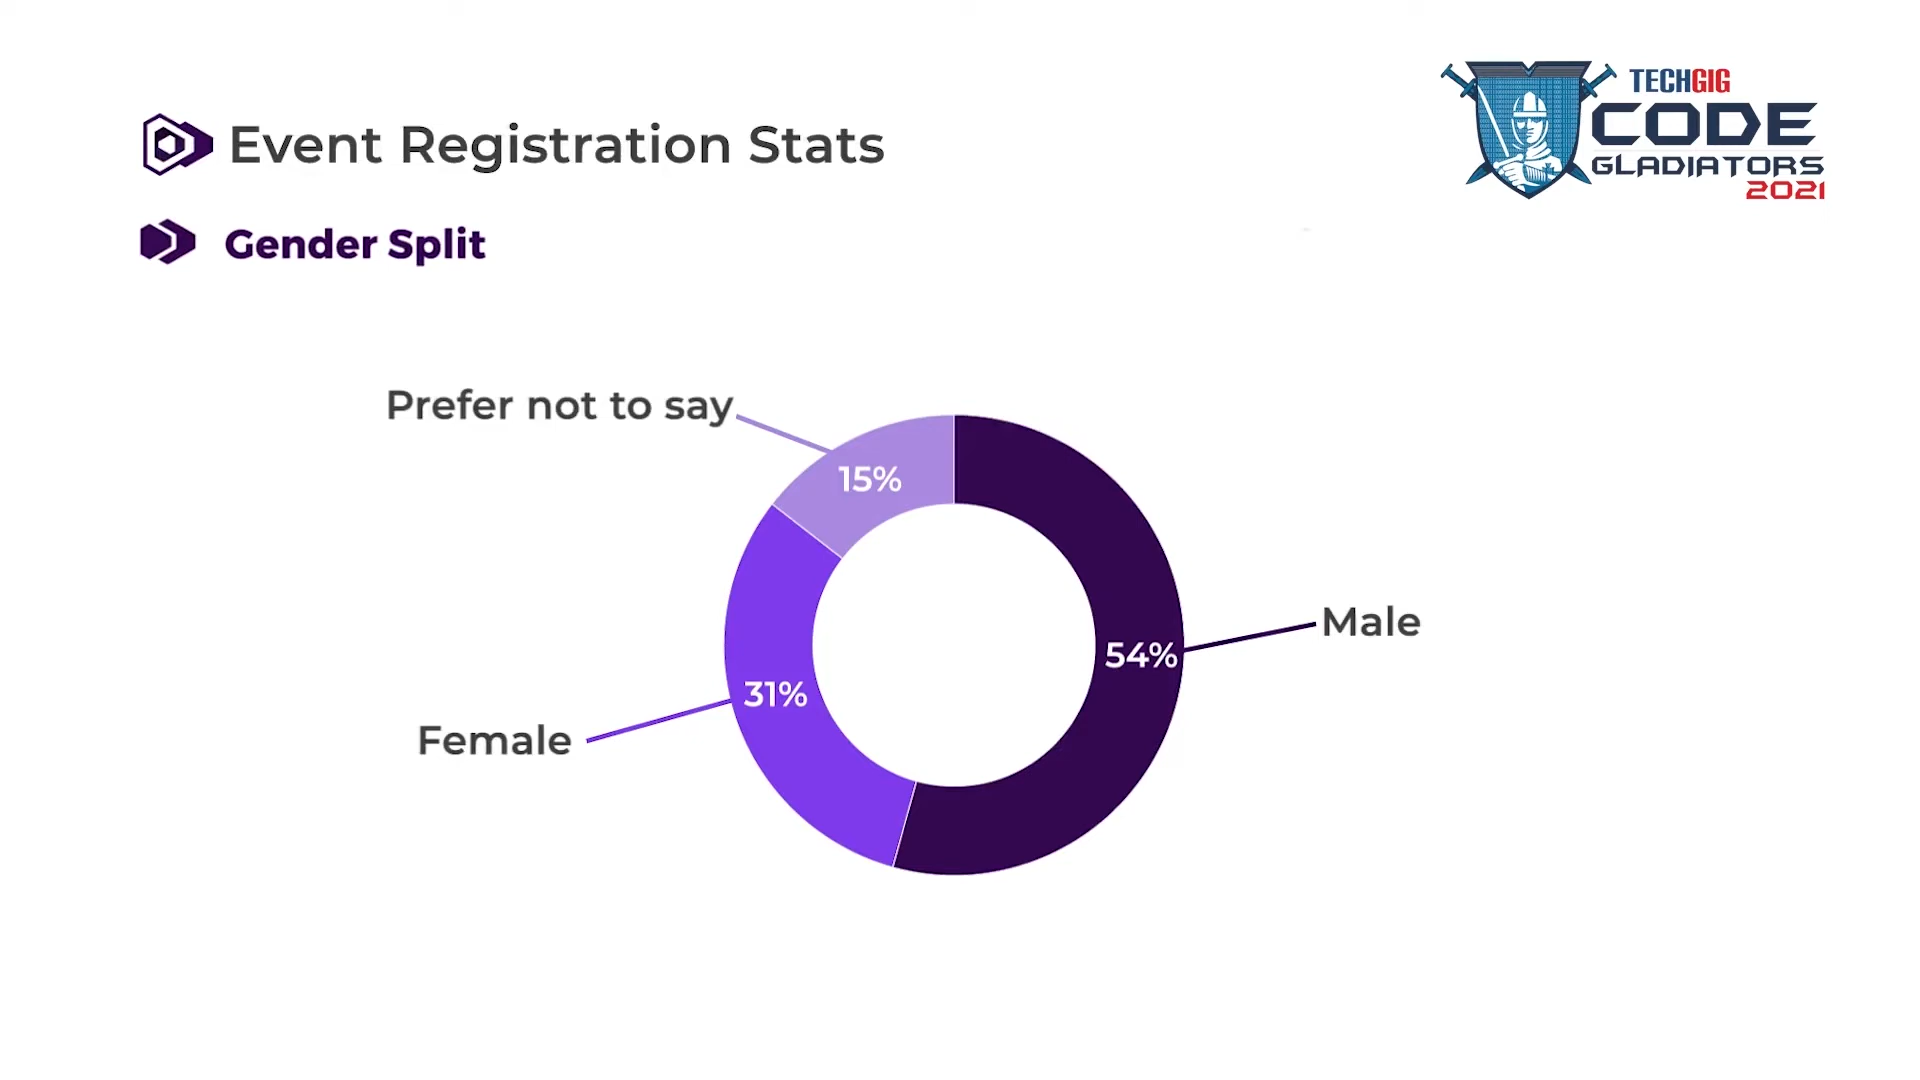 Event Registration Stats
TECHGIG
CODE
GLADIATORS
2021
Gender Split
Prefer not to say
15%
Male
54%
31%
Female